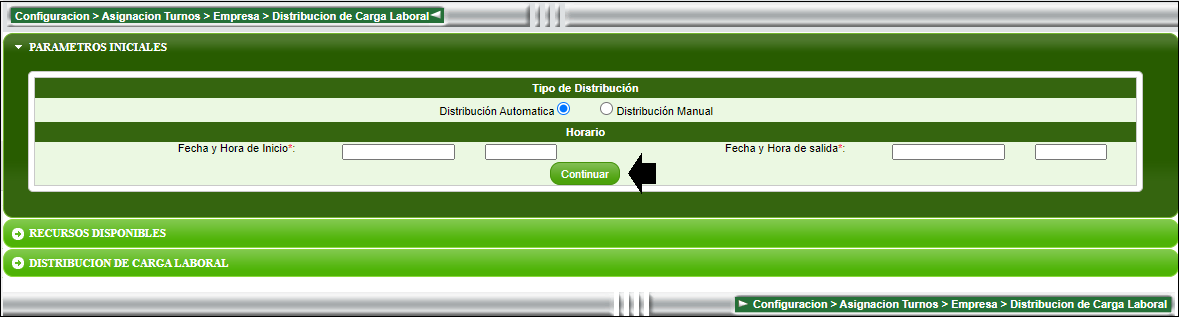 Configuracion > Asignacion Turnos > Empresa > Distribucion de Carga Laboral
PARAMETROS INICIALES
Tipo de Distribución
Distribución Automatica Distribución Manual
Horario
Fecha y Hora de Inicio*: Fecha y Hora de salida*:
Continuar
RECURSOS DISPONIBLES
DISTRIBUCION DE CARGA LABORAL
Configuracion > Asignacion Turnos > Empresa > Distribucion de Carga Laboral